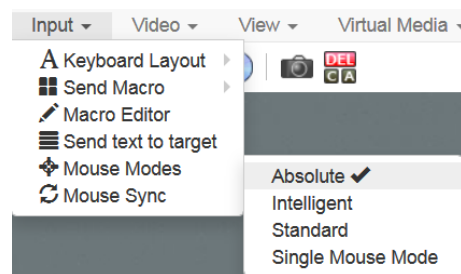 Input Video View Virtual Media
A Keyboard Layout
Send Macro
Macro Editor
Send text to target
Mouse Modes
Mouse Sync
DEL
C A
Absolute
Intelligent
Standard
Single Mouse Mode